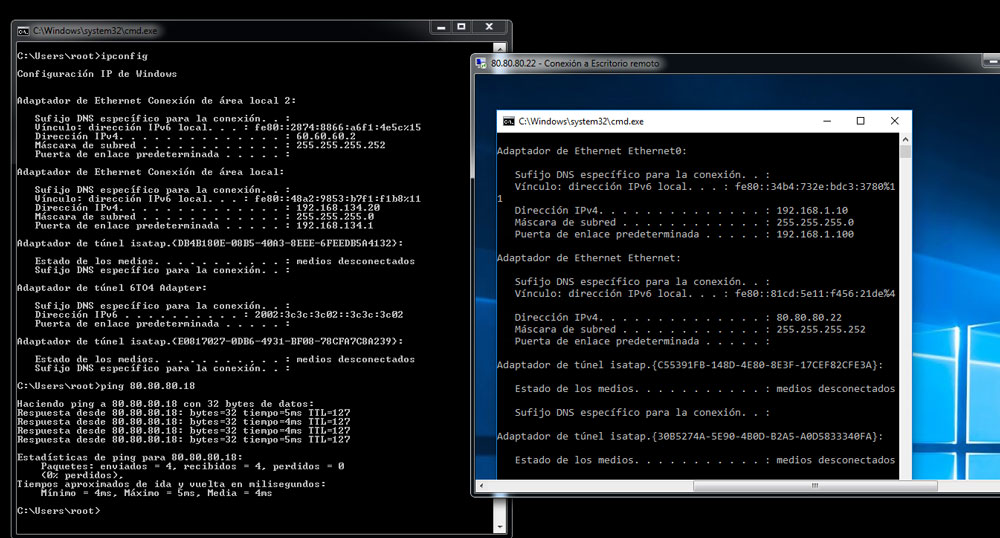 C:\Windows\system32\cmd.exe
C:\Users\root>ipconfig
Configuración IP de Windows
Adaptador de Ethernet Conexión de área local 2:
Sufijo DNS específico para la conexión. . :
Vínculo: dirección IPv6 local. . . : fe80::2874:8866:a6f1:4e5c%15
Dirección IPv4. . . . . . . . . . . . . . : 60.60.60.2
Máscara de subred . . . . . . . . . . . . : 255.255.255.252
Puerta de enlace predeterminada . . . . . :
Adaptador de Ethernet Conexión de área local:
Sufijo DNS específico para la conexión. . :
Vínculo: dirección IPv6 local. . . : fe80::48a2:9853:b7f1:f1b8%11
Dirección IPv4. . . . . . . . . . . . . . : 192.168.134.20
Máscara de subred . . . . . . . . . . . . : 255.255.255.0
Puerta de enlace predeterminada . . . . . : 192.168.134.1
Adaptador de túnel isatap.{DB4B180E-08B5-40A3-8EEE-6FEEDB5A4132}:
Estado de los medios. . . . . . . . . . . : medios desconectados
Sufijo DNS específico para la conexión. . :
Adaptador de túnel 6TO4 Adapter:
Sufijo DNS específico para la conexión. . :
Dirección IPv6 . . . . . . . . . . : 2002:3c3c:3c02::3c3c:3c02
Puerta de enlace predeterminada . . . . . :
Adaptador de túnel isatap.{E0817027-0DB6-4931-BF08-78CFA7C8A239}:
Estado de los medios. . . . . . . . . . . : medios desconectados
Sufijo DNS específico para la conexión. . :
C:\Users\root>ping 80.80.80.18
Haciendo ping a 80.80.80.18 con 32 bytes de datos:
Respuesta desde 80.80.80.18: bytes=32 tiempo=5ms TTL=127
Respuesta desde 80.80.80.18: bytes=32 tiempo=4ms TTL=127
Respuesta desde 80.80.80.18: bytes=32 tiempo=4ms TTL=127
Respuesta desde 80.80.80.18: bytes=32 tiempo=5ms TTL=127
Estadísticas de ping para 80.80.80.18:
Paquetes: enviados = 4, recibidos = 4, perdidos = 0
(0% perdidos),
Tiempos aproximados de ida y vuelta en milisegundos:
Mínimo = 4ms, Máximo = 5ms, Media = 4ms
C:\Users\root>
80.80.80.22 - Conexión a Escritorio remoto
C:\Windows\system32\cmd.exe
Adaptador de Ethernet Ethernet0:
Sufijo DNS específico para la conexión. . :
Vínculo: dirección IPv6 local. . . : fe80::34b4:732e:bdc3:3780%1
1
Dirección IPv4. . . . . . . . . . . . . . : 192.168.1.10
Máscara de subred . . . . . . . . . . . . : 255.255.255.0
Puerta de enlace predeterminada . . . . . : 192.168.1.100
Adaptador de Ethernet Ethernet:
Sufijo DNS específico para la conexión. . :
Vínculo: dirección IPv6 local. . . : fe80::81cd:5e11:f456:21de%4
Dirección IPv4. . . . . . . . . . . . . . : 80.80.80.22
Máscara de subred . . . . . . . . . . . . : 255.255.255.252
Puerta de enlace predeterminada . . . . . :
Adaptador de túnel isatap.{C55391FB-148D-4E80-8E3F-17CEF82CFE3A}:
Estado de los medios. . . . . . . . . . . : medios desconectados
Sufijo DNS específico para la conexión. . :
Adaptador de túnel isatap.{30B5274A-5E90-4B0D-B2A5-A0D5833340FA}:
Estado de los medios. . . . . . . . . . . : medios desconectados